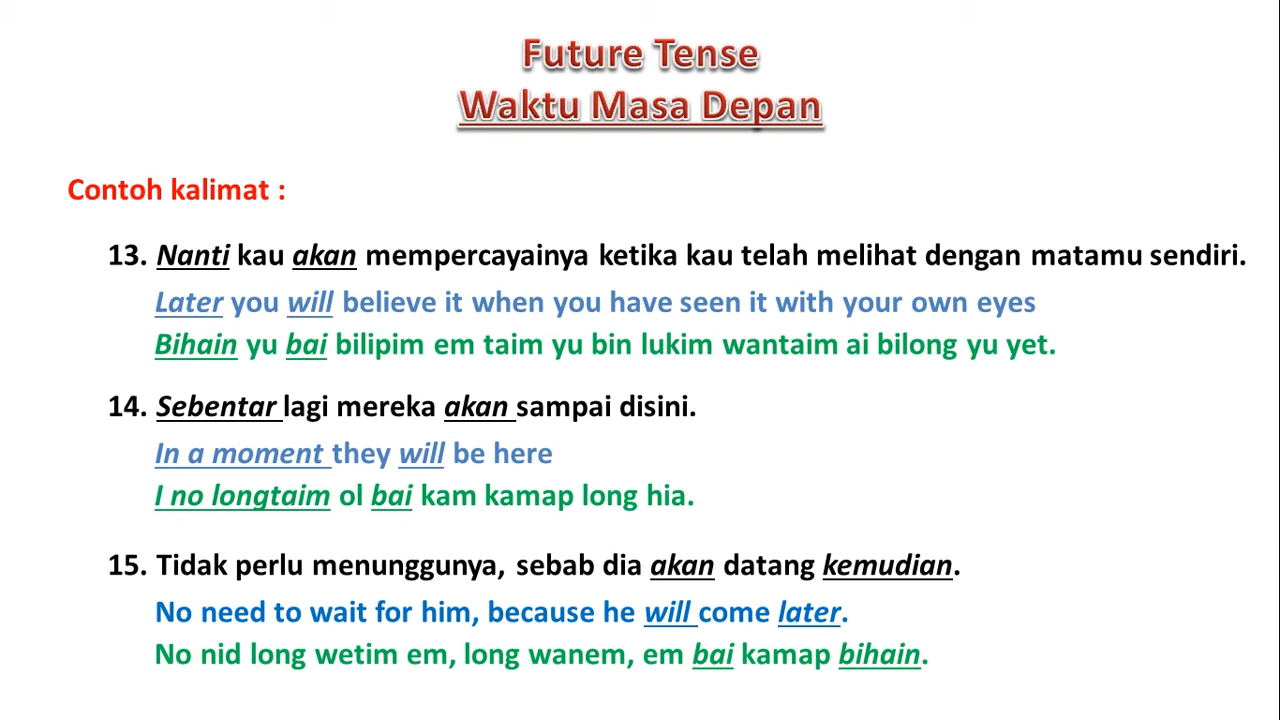 Future Tense
Waktu Masa Depan
Contoh kalimat :
13. Nanti kau akan mempercayainya ketika kau telah melihat dengan matamu sendiri.
Later you will believe it when you have seen it with your own eyes
Bihain yu bai bilipim em taim yu bin lukim wantaim ai bilong yu yet.
14. Sebentar lagi mereka akan sampai disini.
In a moment they will be here
I no longtaim ol bai kam kamap long hia.
15. Tidak perlu menunggunya, sebab dia akan datang kemudian.
No need to wait for him, because he will come later.
No nid long wetim em, long wanem, em bai kamap bihain.